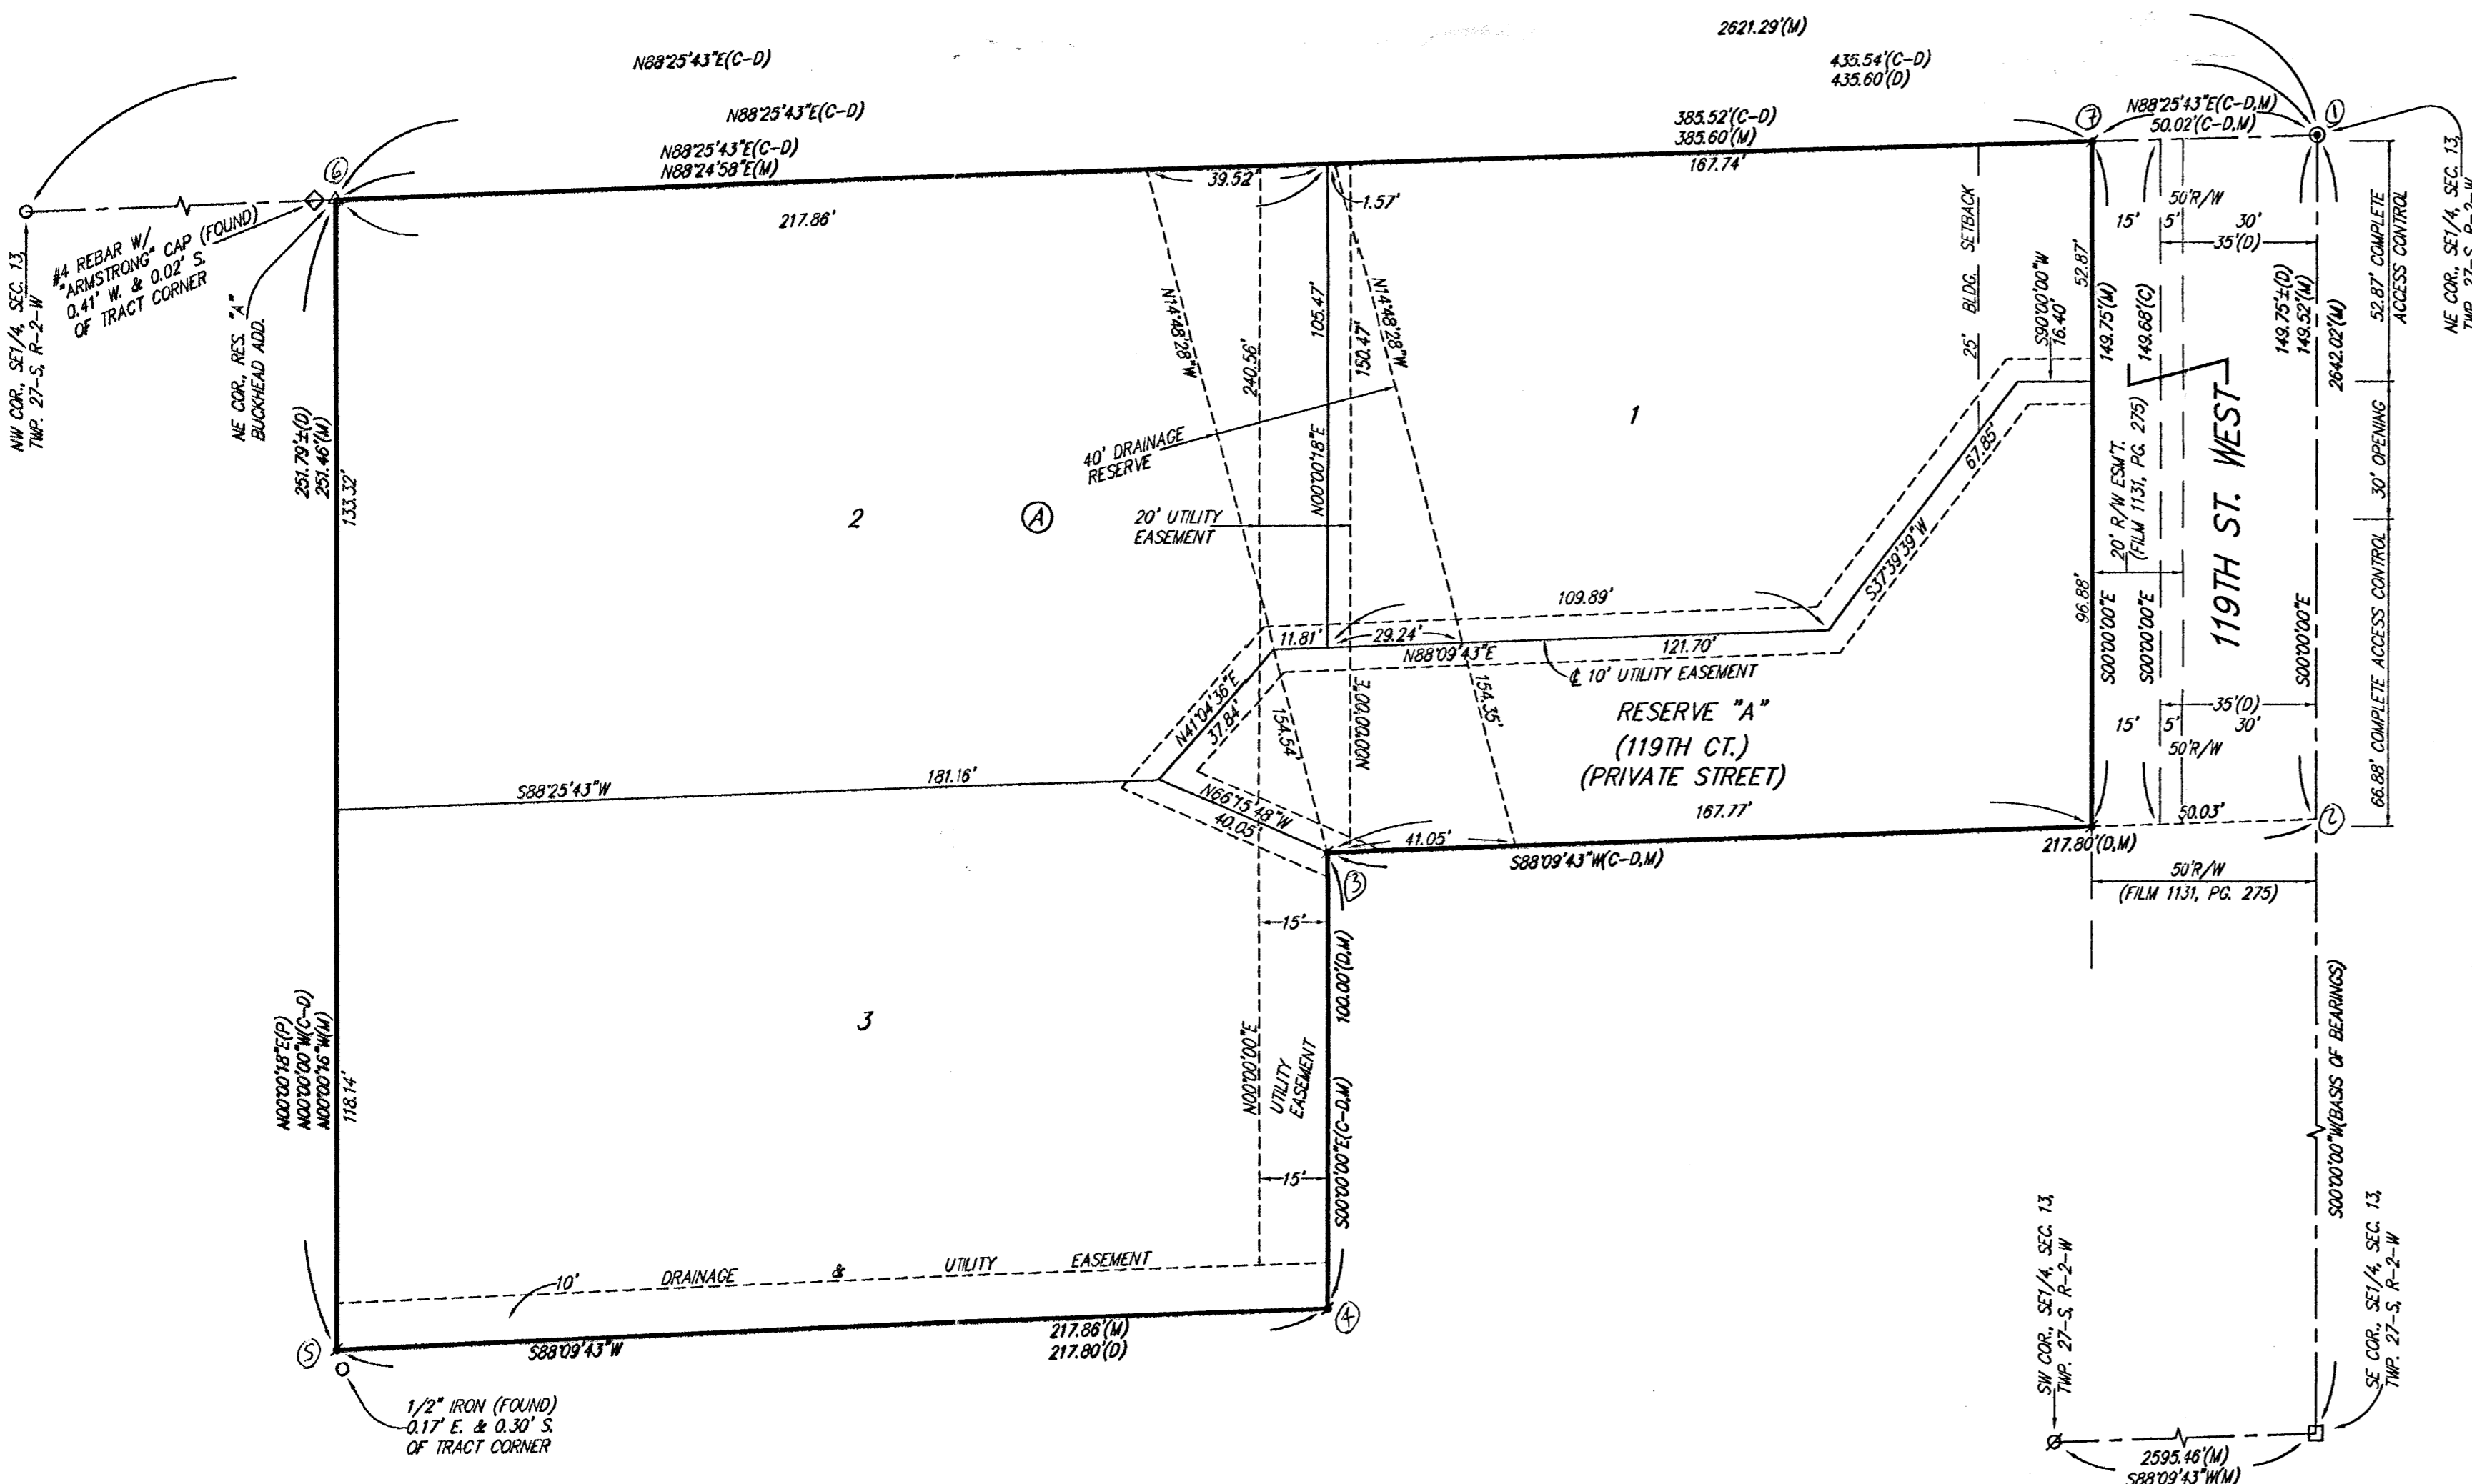 2621.29'(M)
N88°25'43"E(C-D)
435.54'(C-D)
435.60'(D)
N88°25'43"E(C-D)
385.52'(C-D)
385.60'(M)
167.74'
N88°25'43"E(C-D,M)
50.02'(C-D,M)
7
1
N88°25'43"E(C-D)
N88°24'58"E(M)
6
217.86'
39.52'
1.57'
NW COR., SE1/4, SEC. 13,
TWP. 27-S, R-2-W
#4 REBAR W/
"ARMSTRONG" CAP (FOUND)
0.41' W. & 0.02' S.
OF TRACT CORNER
NE COR., RES. "A"
BUCKHEAD ADD.
251.79'±(D)
251.46'(M)
133.32'
N14°48'28"W
240.56'
105.47'
N00°00'18"E
150.47'
N14°48'28"W
40' DRAINAGE
RESERVE
20' UTILITY
EASEMENT
2
A
1
25' BLDG. SETBACK
S90°00'00"W
16.40'
52.87'
149.75'(M)
149.68'(C)
50'R/W
15'
5'
30'
35'(D)
149.75'±(D)
149.52'(M)
2642.02'(M)
52.87' COMPLETE
ACCESS CONTROL
NE COR., SE1/4, SEC. 13,
TWP. 27-S, R-2-W
30' OPENING
66.88' COMPLETE ACCESS CONTROL
20' R/W ESM'T.
(FILM 1131, PG. 275)
119TH ST. WEST
67.85'
S37°39'39"W
96.88'
S00°00'00"E
S00°00'00"E
S00°00'00"E
109.89'
11.81'
29.24'
N88°09'43"E
121.70'
℄ 10' UTILITY EASEMENT
N41°04'36"E
37.84'
154.54'
N00°00'00"E
154.35'
RESERVE "A"
(119TH CT.)
(PRIVATE STREET)
35'(D)
15'
5'
30'
50'R/W
S88°25'43"W
181.16'
N66°15'48"W
40.05'
167.77'
41.05'
S88°09'43"W(C-D,M)
50.03'
2
217.80'(D,M)
50'R/W
(FILM 1131, PG. 275)
3
15'
100.00'(D,M)
3
N00°00'18"E(P)
N00°00'00"W(C-D)
N00°00'16"W(M)
118.14'
N00°00'00"E
UTILITY
EASEMENT
S00°00'00"E(C-D,M)
15'
S00°00'00"W(BASIS OF BEARINGS)
10'
DRAINAGE & UTILITY EASEMENT
4
5
S88°09'43"W
217.86'(M)
217.80'(D)
1/2" IRON (FOUND)
0.17' E. & 0.30' S.
OF TRACT CORNER
SW COR., SE1/4, SEC. 13,
TWP. 27-S, R-2-W
SE COR., SE1/4, SEC. 13,
TWP. 27-S, R-2-W
2595.46'(M)
S88°09'43"W(M)